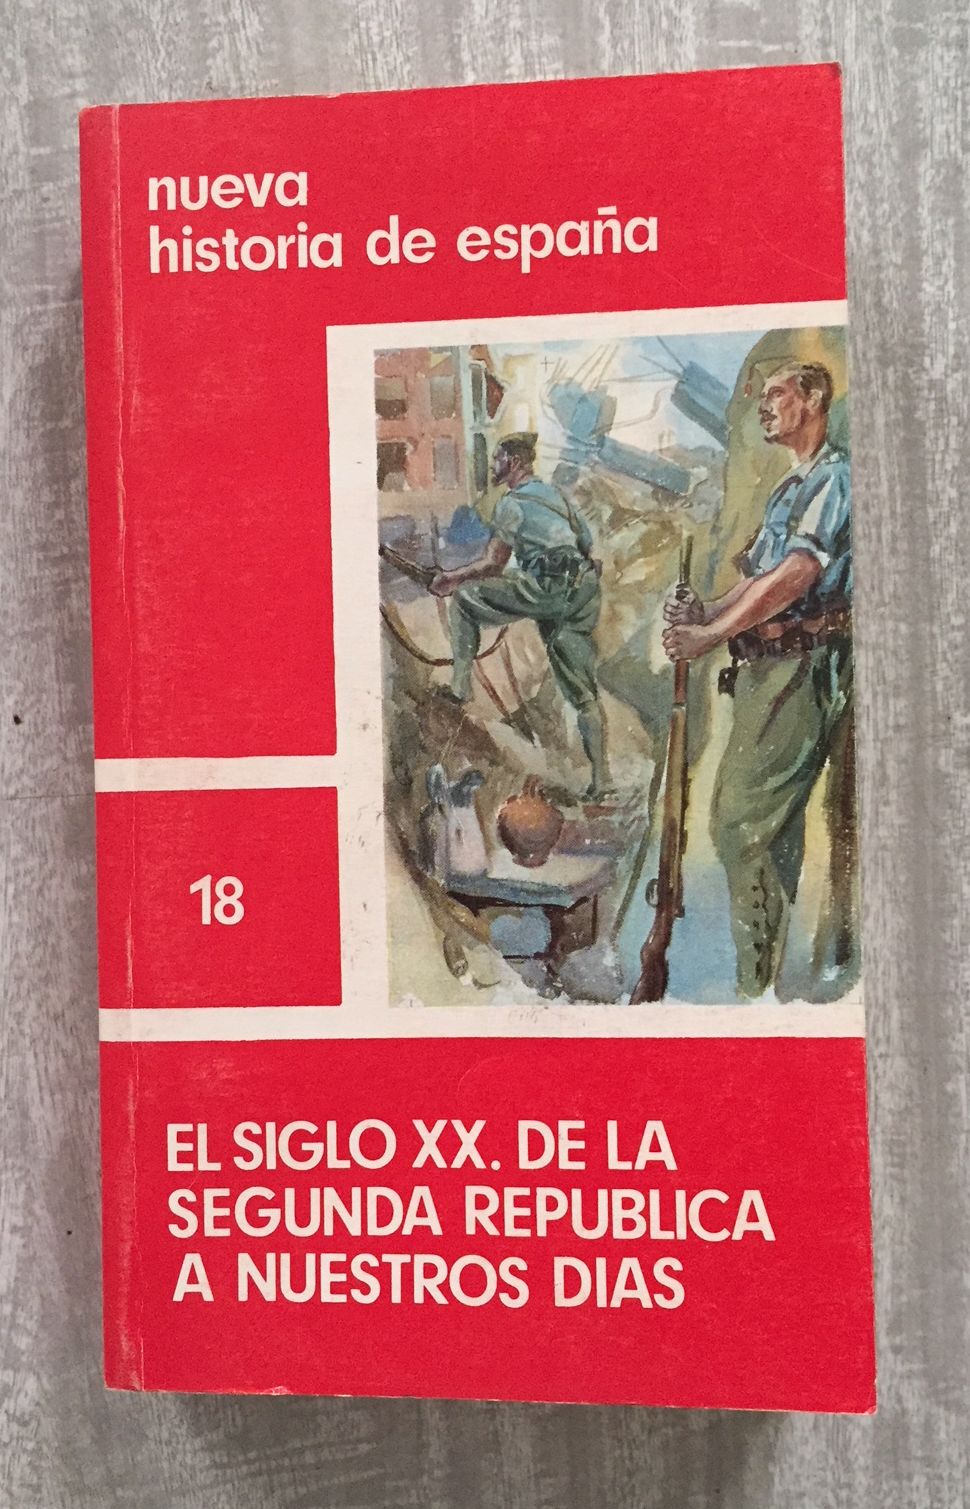 nueva
historia de españa
18
EL SIGLO XX. DE LA
SEGUNDA REPUBLICA
A NUESTROS DIAS